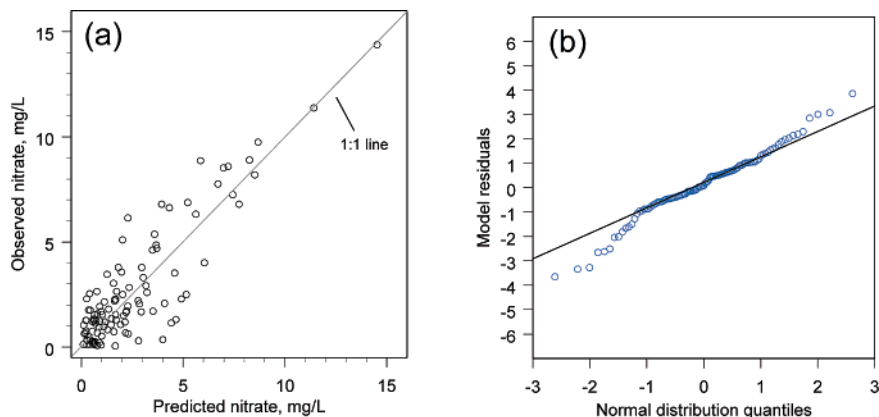 (a)
Observed nitrate, mg/L
15
10
5
0
1:1 line
0 5 10 15
Predicted nitrate, mg/L
(b)
Model residuals
6
5
4
3
2
1
0
-1
-2
-3
-4
-5
-6
-3 -2 -1 0 1 2 3
Normal distribution quantiles